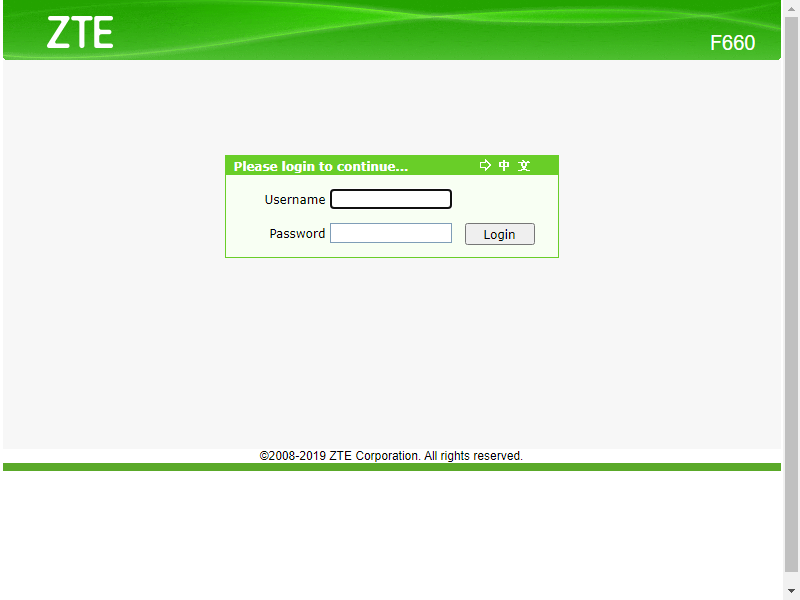 ZTE
F660
Please login to continue...
中文
Username
Password
Login
©2008-2019 ZTE Corporation. All rights reserved.